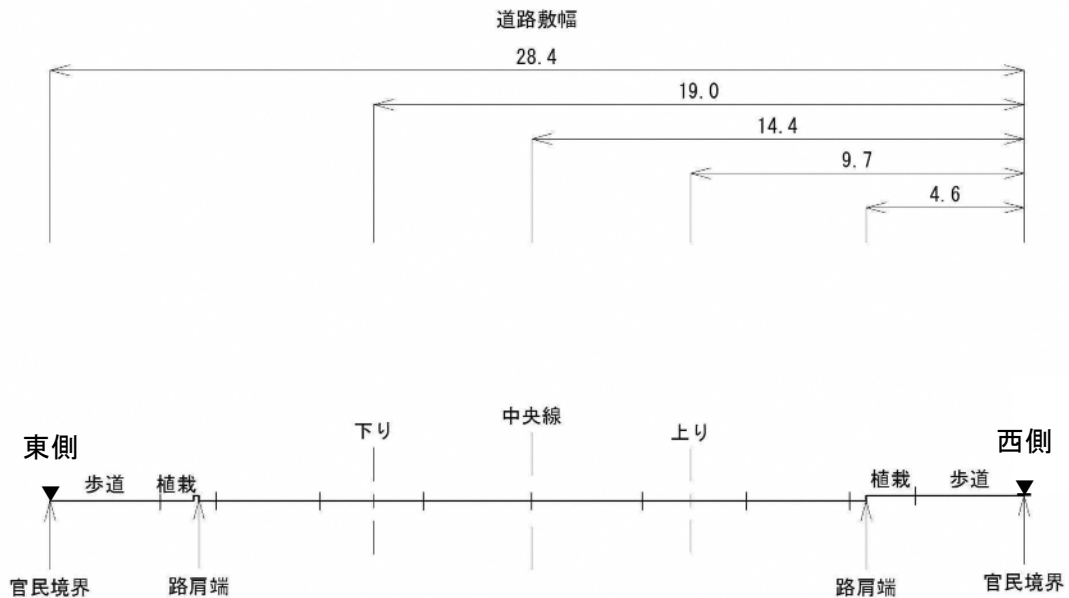 道路敷幅
28.4
19.0
14.4
9.7
4.6
中央線
下り
上り
東側
西側
歩道
植栽
植栽
歩道
官民境界
路肩端
路肩端
官民境界